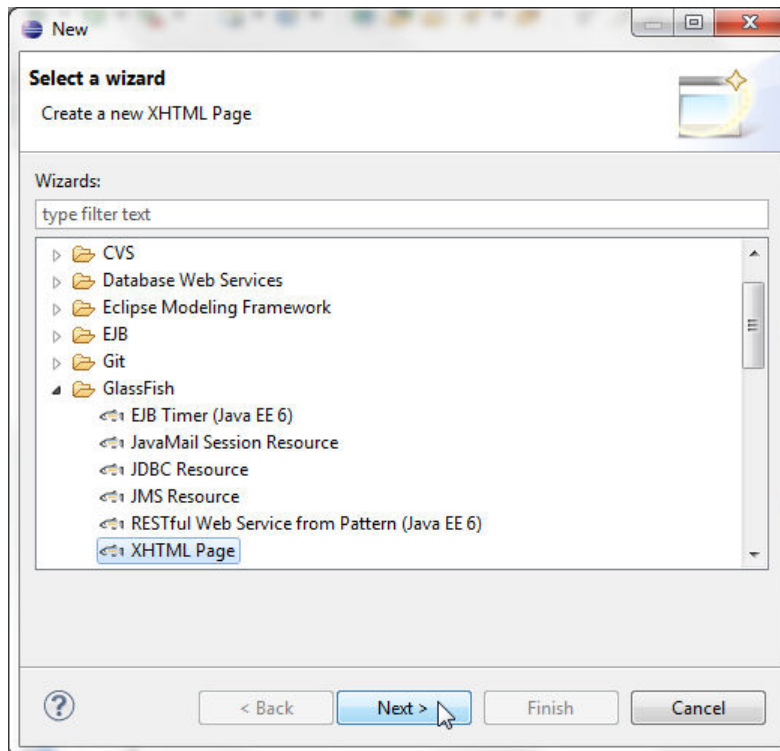 New
Select a wizard
Create a new XHTML Page
Wizards:
type filter text
CVS
Database Web Services
Eclipse Modeling Framework
EJB
Git
GlassFish
EJB Timer (Java EE 6)
JavaMail Session Resource
JDBC Resource
JMS Resource
RESTful Web Service from Pattern (Java EE 6)
XHTML Page
? < Back Next > Finish Cancel